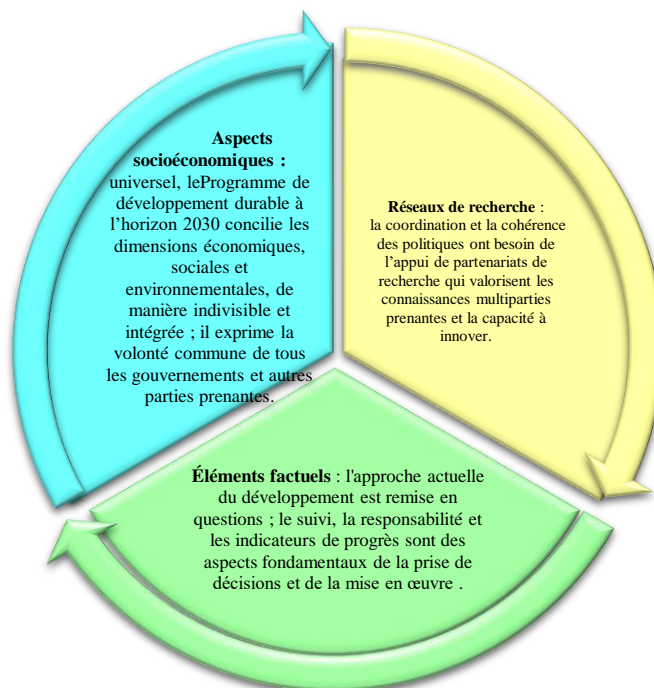 Aspects
socioéconomiques :
universel, leProgramme de
développement durable à
l’horizon 2030 concilie les
dimensions économiques,
sociales et
environnementales, de
manière indivisible et
intégrée ; il exprime la
volonté commune de tous
les gouvernements et autres
parties prenantes.
Réseaux de recherche :
la coordination et la cohérence
des politiques ont besoin de
l’appui de partenariats de
recherche qui valorisent les
connaissances multiparties
prenantes et la capacité à
innover.
Éléments factuels : l'approche actuelle
du développement est remise en
questions ; le suivi, la responsabilité et
les indicateurs de progrès sont des
aspects fondamentaux de la prise de
décisions et de la mise en œuvre .